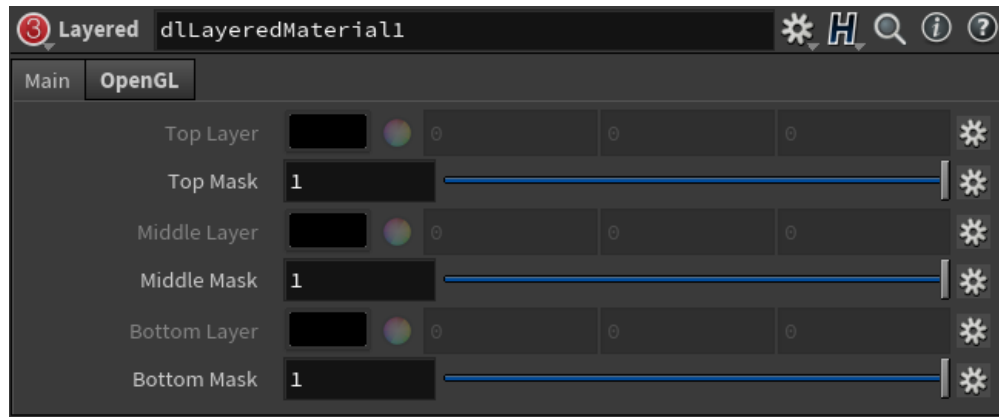 3 Layered dlLayeredMaterial1 H i ?
Main OpenGL
Top Layer 0 0 0
Top Mask 1
Middle Layer 0 0 0
Middle Mask 1
Bottom Layer 0 0 0
Bottom Mask 1